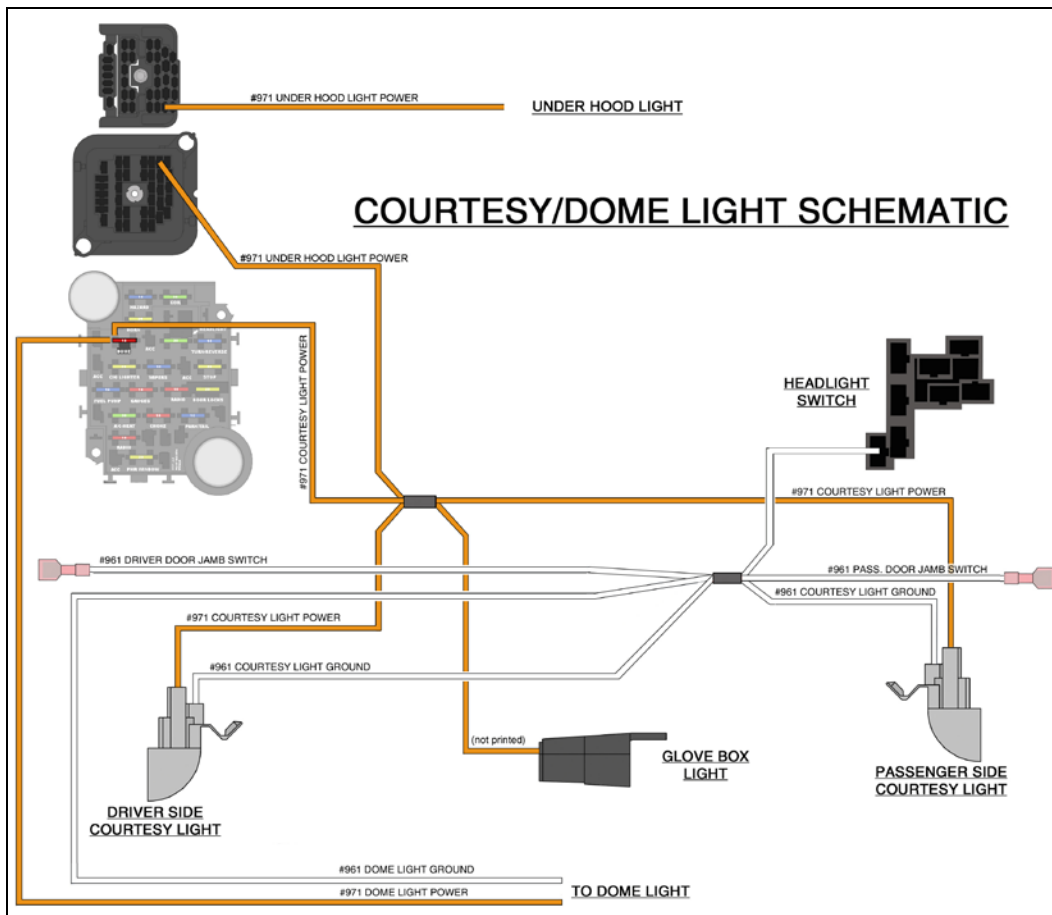 #971 UNDER HOOD LIGHT POWER
UNDER HOOD LIGHT
COURTESY/DOME LIGHT SCHEMATIC
#971 UNDER HOOD LIGHT POWER
#971 COURTESY LIGHT POWER
HEADLIGHT
SWITCH
#971 COURTESY LIGHT POWER
#961 DRIVER DOOR JAMB SWITCH
#961 PASS. DOOR JAMB SWITCH
#961 COURTESY LIGHT GROUND
#971 COURTESY LIGHT POWER
#961 COURTESY LIGHT GROUND
(not printed)
GLOVE BOX
LIGHT
PASSENGER SIDE
COURTESY LIGHT
DRIVER SIDE
COURTESY LIGHT
#961 DOME LIGHT GROUND
#971 DOME LIGHT POWER
TO DOME LIGHT